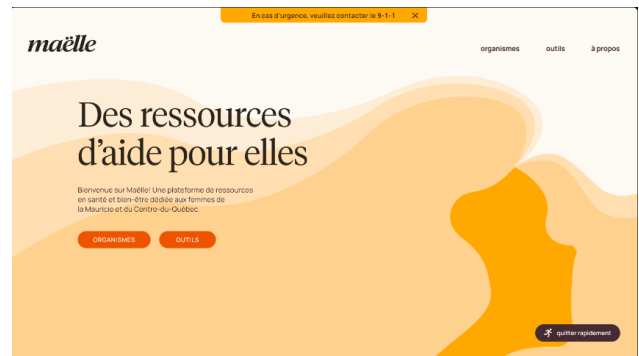 En cas d'urgence, veuillez contacter le 9-1-1
maëlle
organismes outils à propos
Des ressources
d'aide pour elles
Bienvenue sur Maëlle! Une plateforme de ressources
en santé et bien-être dédiée aux femmes de
la Mauricie et du Centre-du-Québec.
ORGANISMES OUTILS
quitter rapidement